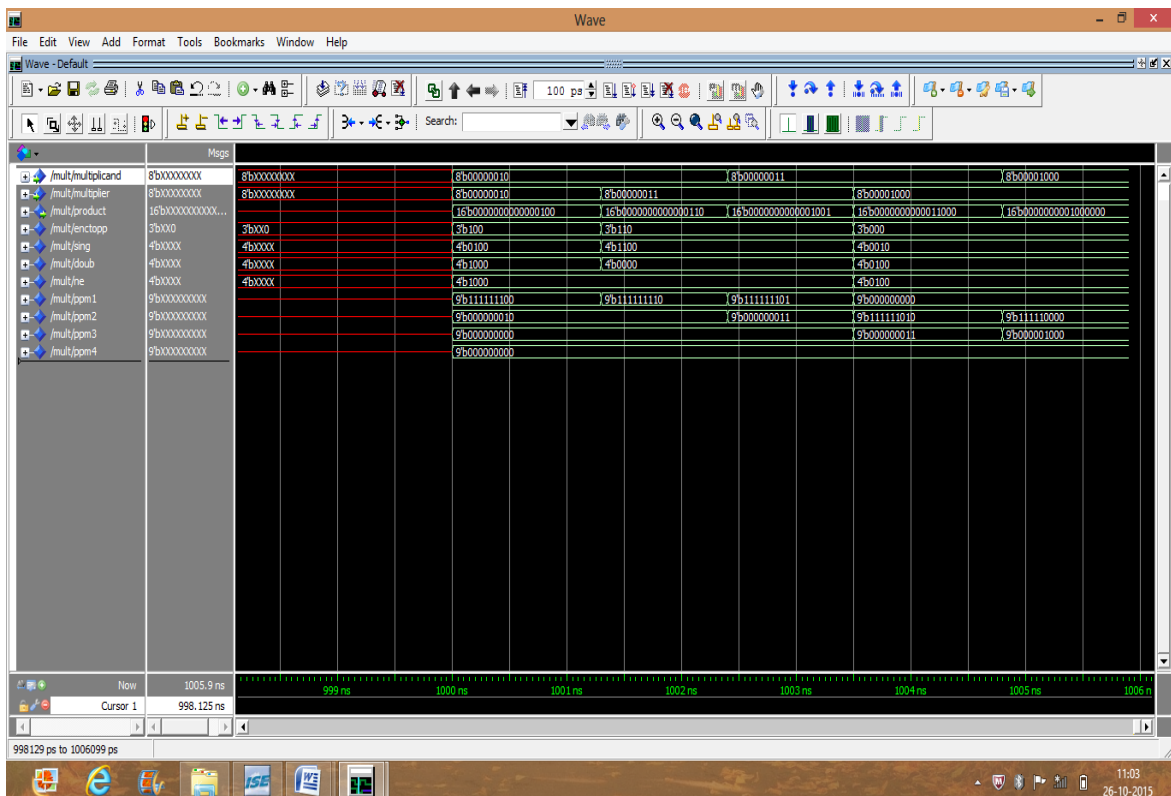 Wave
File Edit View Add Format Tools Bookmarks Window Help
Wave - Default
100 ps
Search:
Msgs
/mult/multiplicand 8'bXXXXXXXX 8'bXXXXXXXX 8'b00000010 8'b00000011 8'b00001000
/mult/multiplier 8'bXXXXXXXX 8'bXXXXXXXX 8'b00000010 8'b00000011 8'b00001000
/mult/product 16'bXXXXXXXXXX... 16'b0000000000000100 16'b0000000000000110 16'b0000000000001001 16'b0000000000011000 16'b0000000001000000
/mult/enctopp 3'bXX0 3'bXX0 3'b100 3'b110 3'b000
/mult/sing 4'bXXXX 4'bXXXX 4'b0100 4'b1100 4'b0010
/mult/doub 4'bXXXX 4'bXXXX 4'b1000 4'b0000 4'b0100
/mult/ne 4'bXXXX 4'bXXXX 4'b1000 4'b0100
/mult/ppm1 9'bXXXXXXXXX 9'b111111100 9'b111111110 9'b111111101 9'b000000000
/mult/ppm2 9'bXXXXXXXXX 9'b000000010 9'b000000011 9'b111111010 9'b111110000
/mult/ppm3 9'bXXXXXXXXX 9'b000000000 9'b000000011 9'b000001000
/mult/ppm4 9'bXXXXXXXXX 9'b000000000
Now 1005.9 ns
999 ns 1000 ns 1001 ns 1002 ns 1003 ns 1004 ns 1005 ns 1006 n
Cursor 1 998.125 ns
998129 ps to 1006099 ps
ISE
11:03
26-10-2015